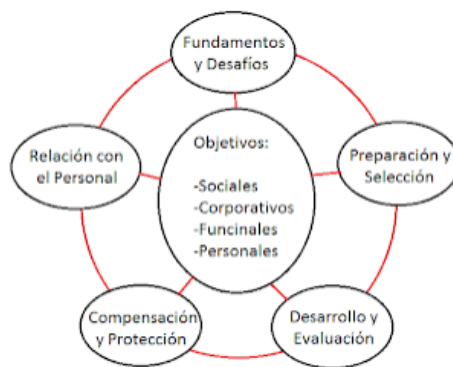 Fundamentos
y Desafíos
Relación con
el Personal
Objetivos:
-Sociales
-Corporativos
-Funcinales
-Personales
Preparación y
Selección
Compensación
y Protección
Desarrollo y
Evaluación